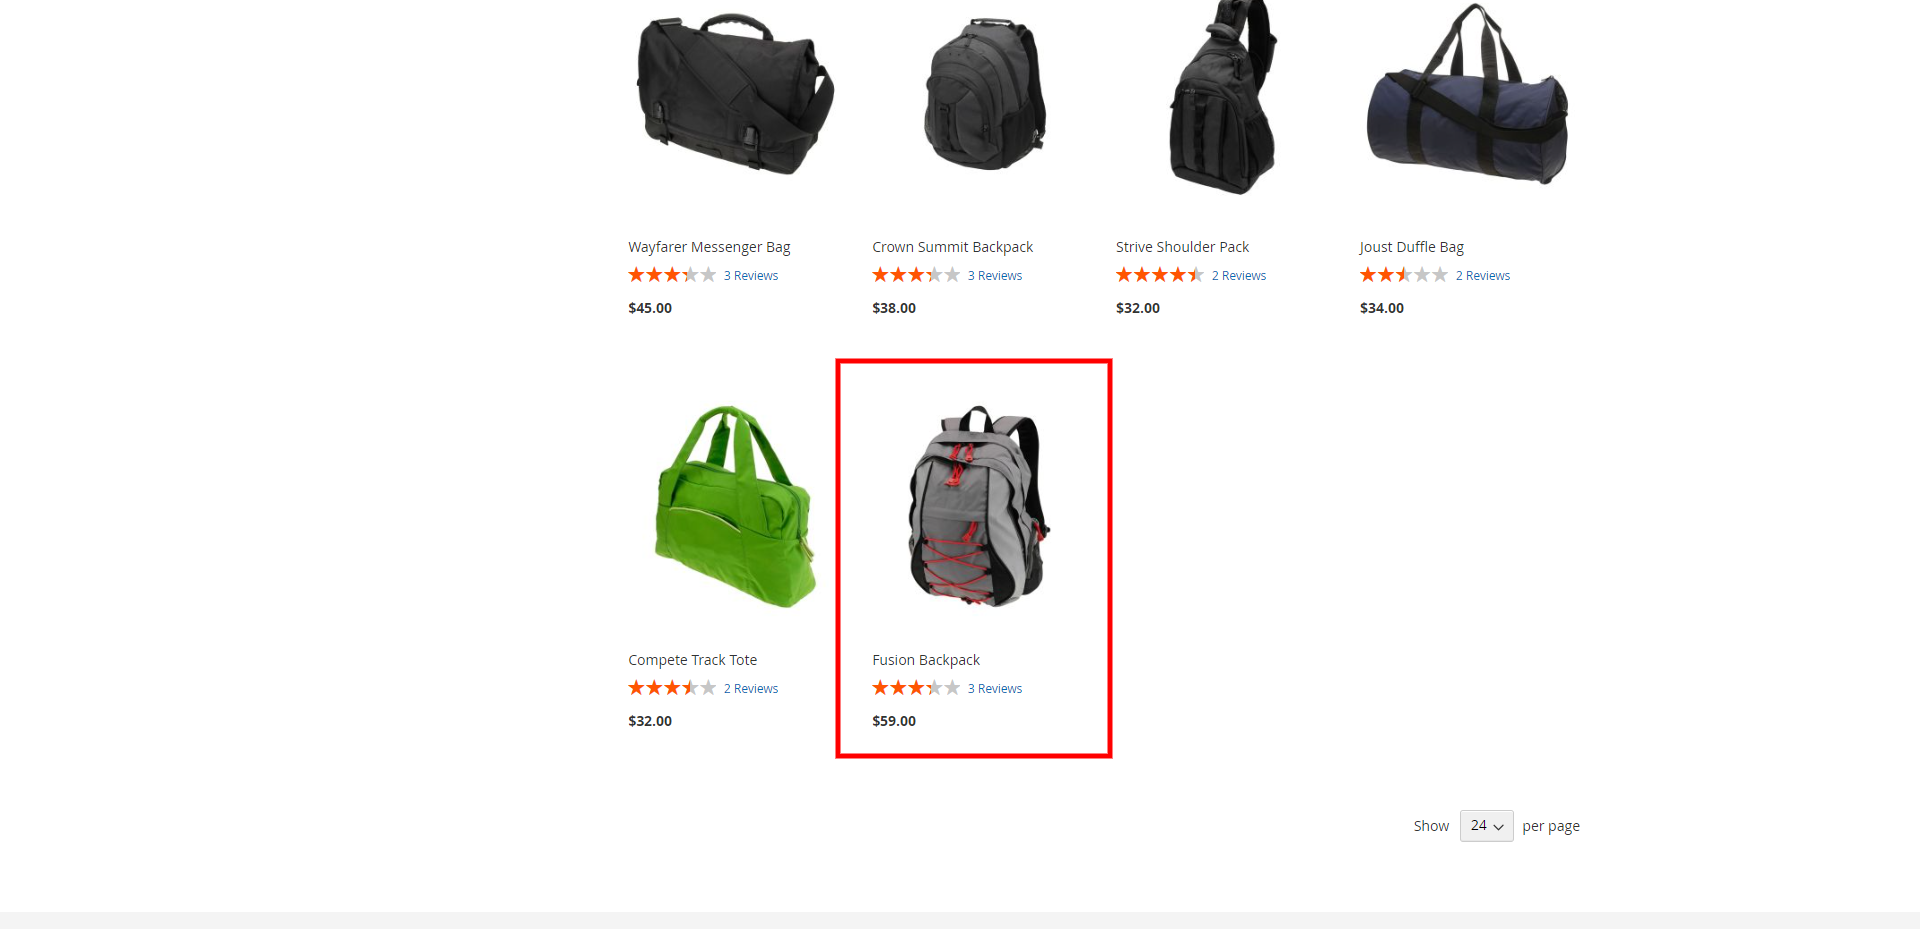 Wayfarer Messenger Bag
3 Reviews
$45.00
Crown Summit Backpack
3 Reviews
$38.00
Strive Shoulder Pack
2 Reviews
$32.00
Joust Duffle Bag
2 Reviews
$34.00
Compete Track Tote
2 Reviews
$32.00
Fusion Backpack
3 Reviews
$59.00
Show 24 per page